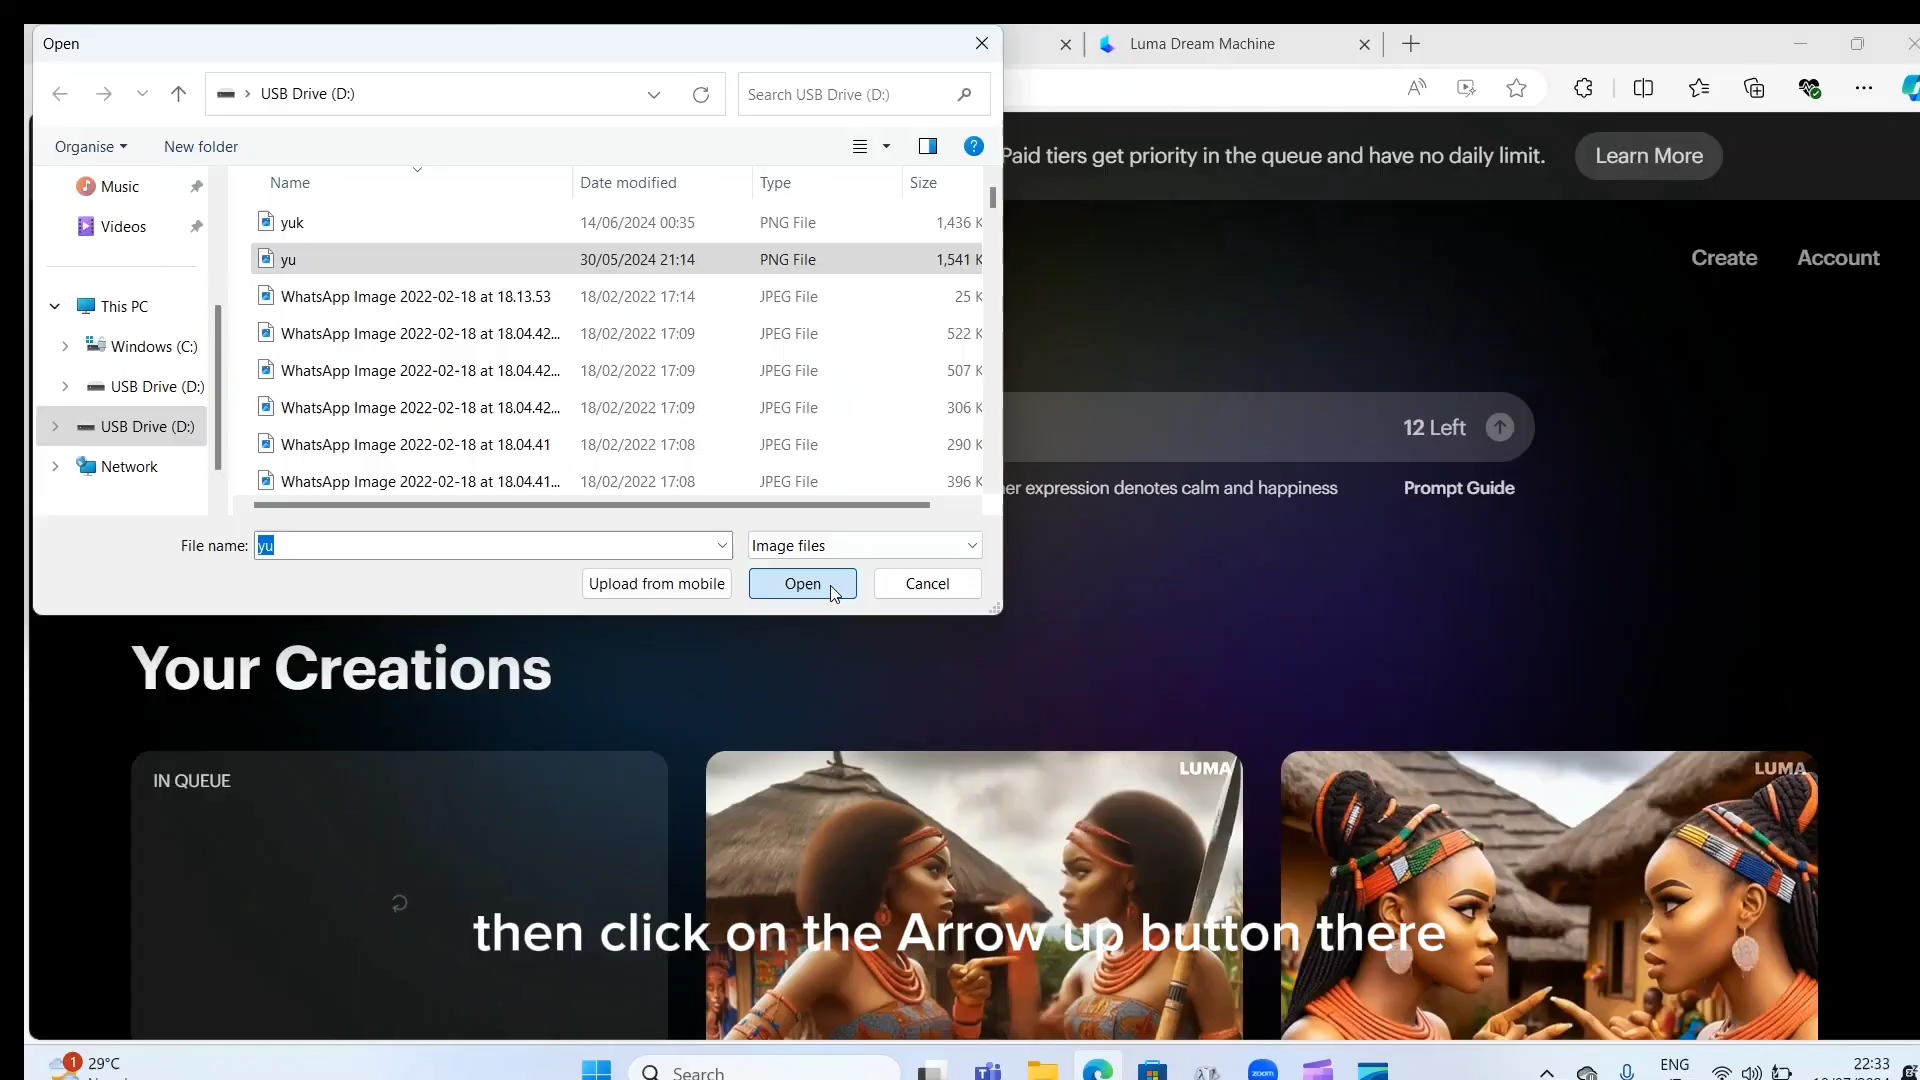 Open
Luma Dream Machine
USB Drive (D:)
Search USB Drive (D:)
Organise
New folder
Paid tiers get priority in the queue and have no daily limit.
Learn More
Music
Videos
This PC
Windows (C:)
USB Drive (D:)
USB Drive (D:)
Network
Name Date modified Type Size
yuk 14/06/2024 00:35 PNG File 1,436 K
yu 30/05/2024 21:14 PNG File 1,541 K
WhatsApp Image 2022-02-18 at 18.13.53 18/02/2022 17:14 JPEG File 25 K
WhatsApp Image 2022-02-18 at 18.04.42... 18/02/2022 17:09 JPEG File 522 K
WhatsApp Image 2022-02-18 at 18.04.42... 18/02/2022 17:09 JPEG File 507 K
WhatsApp Image 2022-02-18 at 18.04.42... 18/02/2022 17:09 JPEG File 306 K
WhatsApp Image 2022-02-18 at 18.04.41 18/02/2022 17:08 JPEG File 290 K
WhatsApp Image 2022-02-18 at 18.04.41... 18/02/2022 17:08 JPEG File 396 K
Create
Account
12 Left
expression denotes calm and happiness
Prompt Guide
File name: yu
Image files
Upload from mobile
Open
Cancel
Your Creations
IN QUEUE
LUMA
LUMA
then click on the Arrow up button there
1
29°C
Search
zoom
ENG
22:33